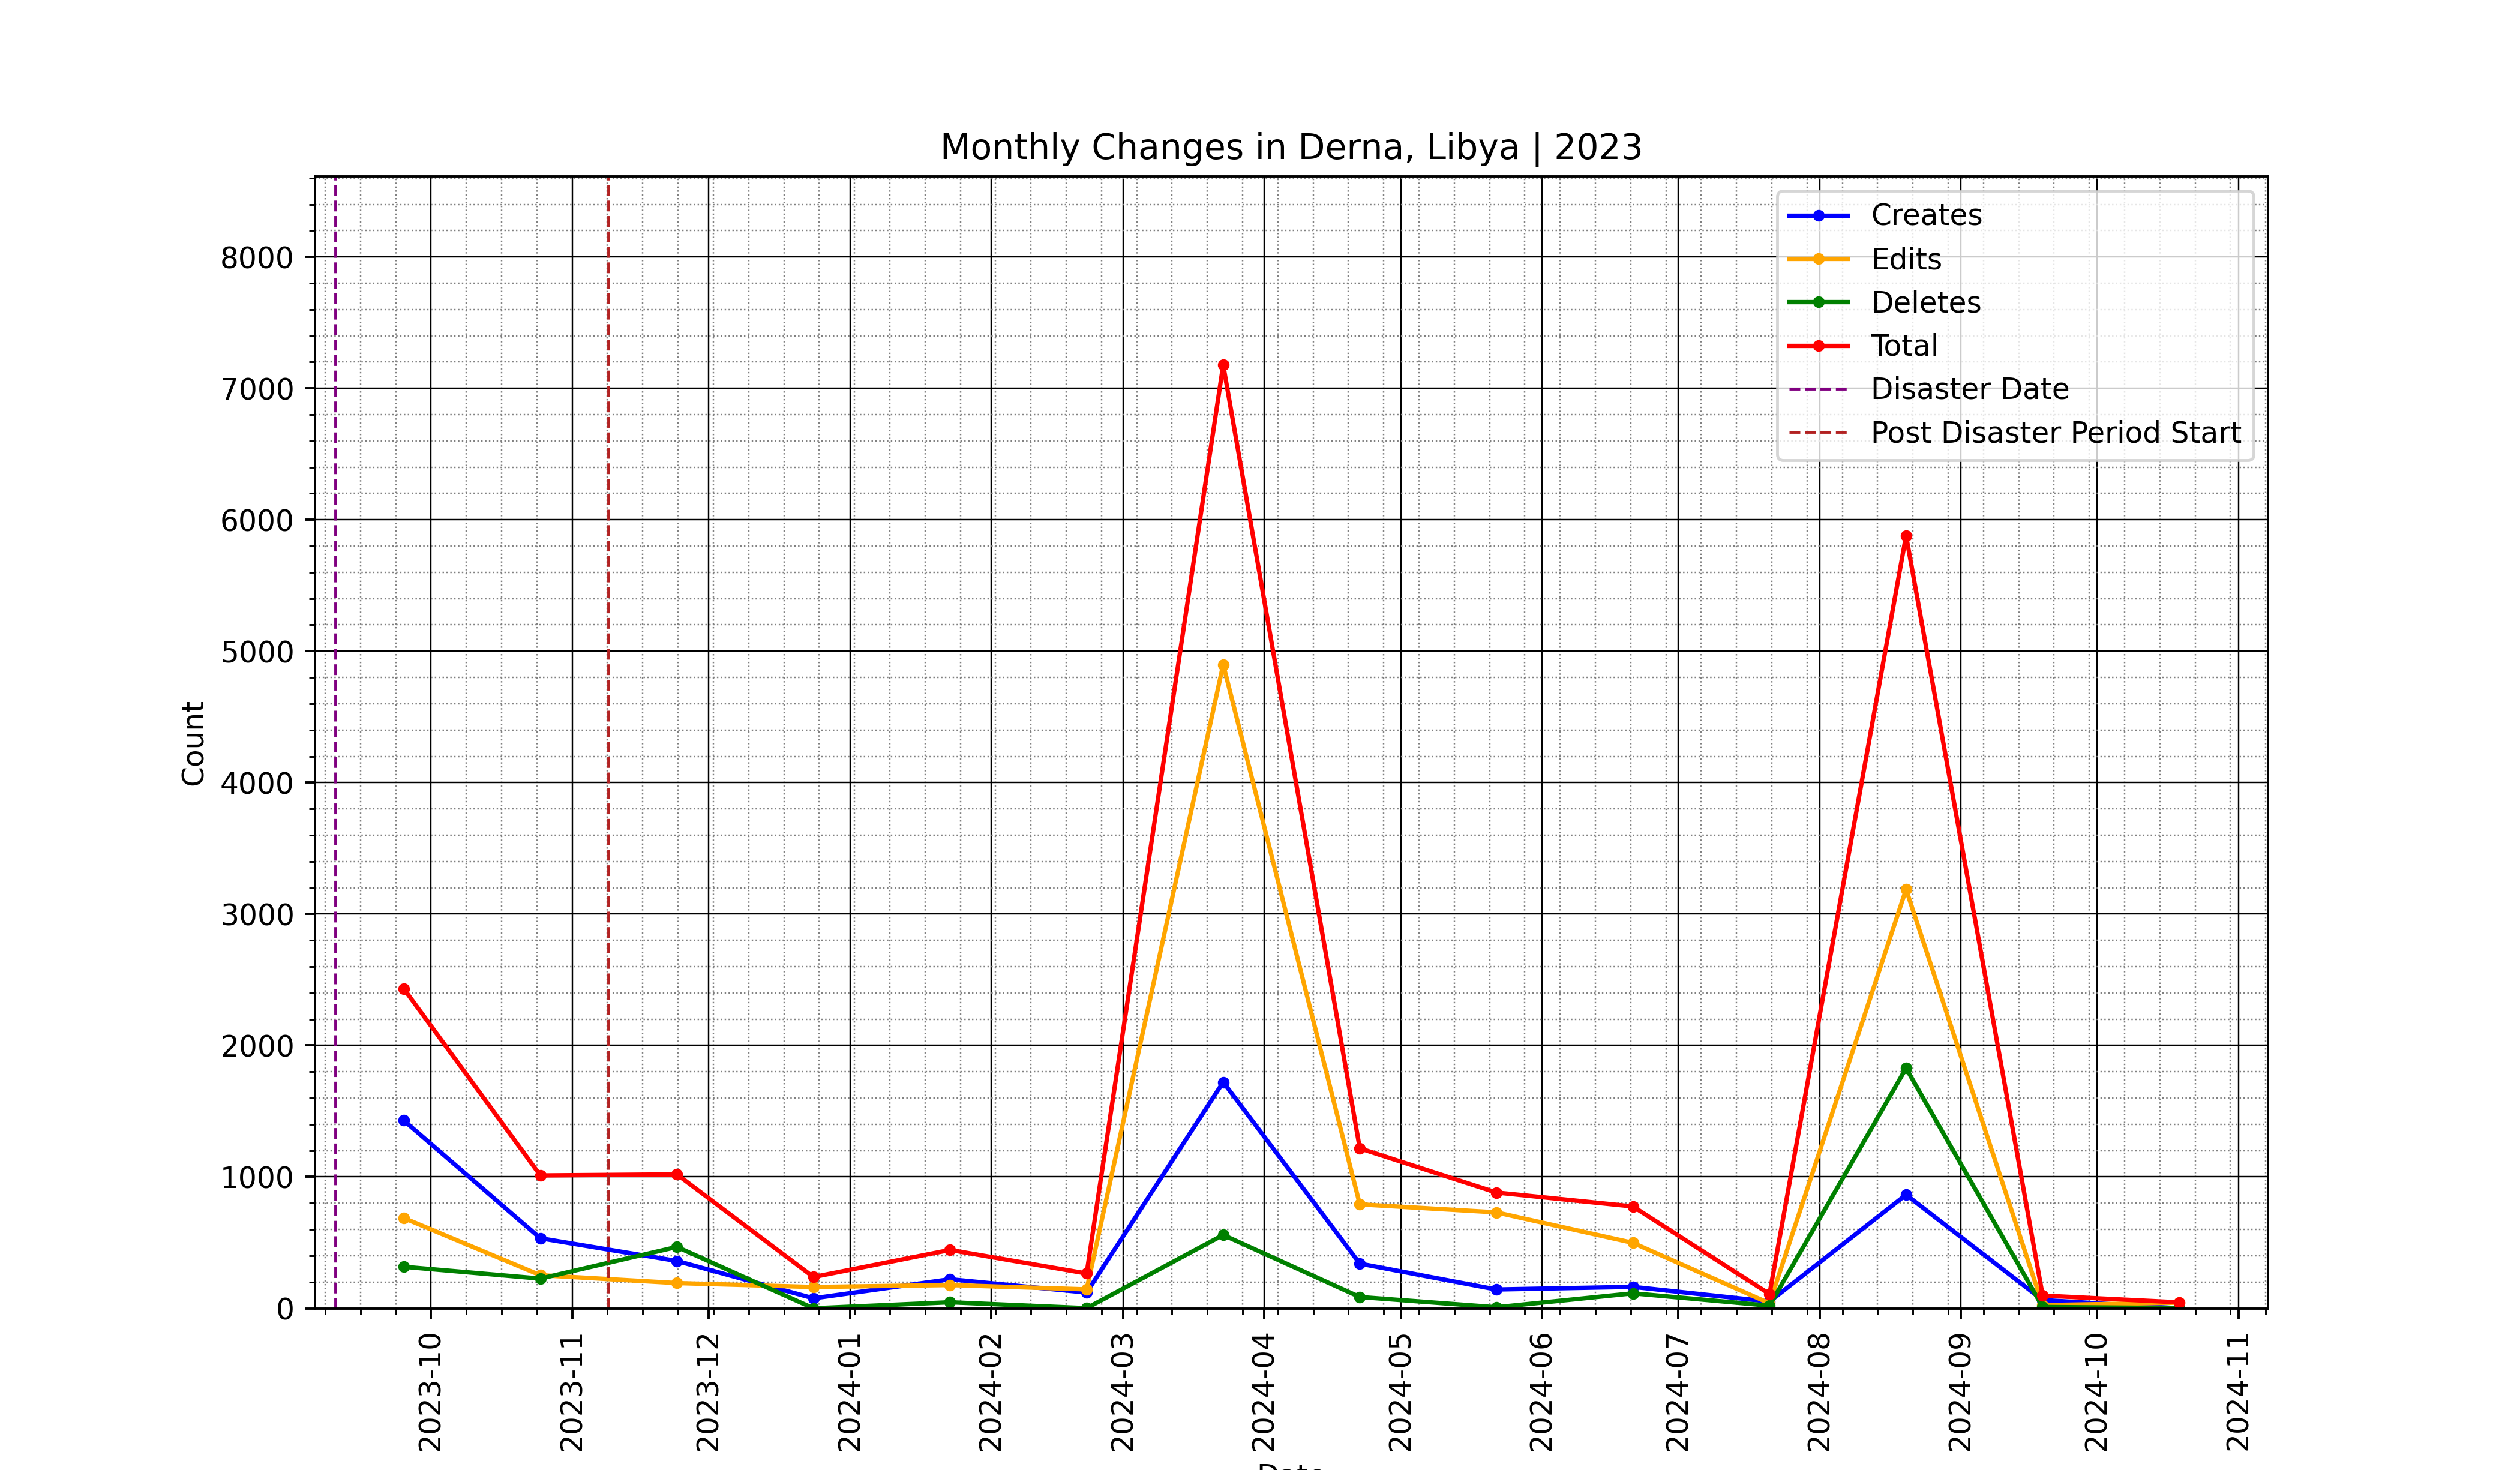 Monthly Changes in Derna, Libya | 2023
Creates
Edits
Deletes
Total
Disaster Date
Post Disaster Period Start
8000
7000
6000
5000
4000
3000
2000
1000
0
Count
2023-10
2023-11
2023-12
2024-01
2024-02
2024-03
2024-04
2024-05
2024-06
2024-07
2024-08
2024-09
2024-10
2024-11
Date